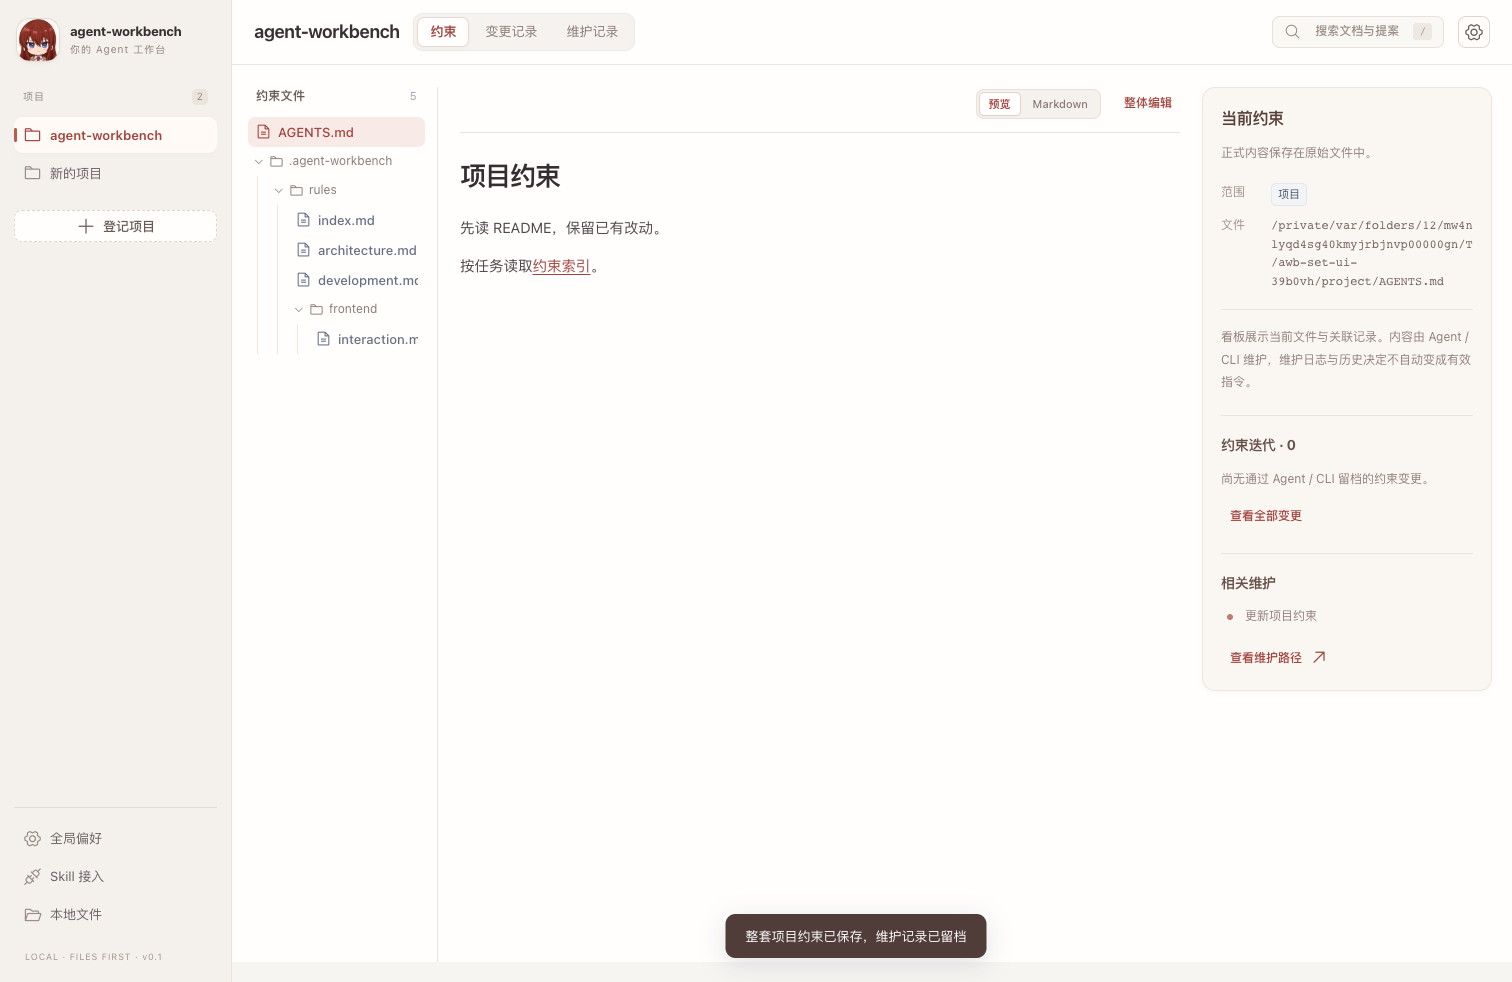 agent-workbench
你的 Agent 工作台
项目
2
agent-workbench
新的项目
登记项目
全局偏好
Skill 接入
本地文件
LOCAL · FILES FIRST · v0.1
agent-workbench
约束
变更记录
维护记录
搜索文档与提案
/
约束文件
5
AGENTS.md
.agent-workbench
rules
index.md
architecture.md
development.md
frontend
interaction.m
预览
Markdown
整体编辑
项目约束
先读 README，保留已有改动。
按任务读取约束索引。
当前约束
正式内容保存在原始文件中。
范围
项目
文件
/private/var/folders/12/mw4n
lyqd4sg40kmyjrbjnvp00000gn/T
/awb-set-ui-
39b0vh/project/AGENTS.md
看板展示当前文件与关联记录。内容由 Agent /
CLI 维护，维护日志与历史决定不自动变成有效
指令。
约束迭代 · 0
尚无通过 Agent / CLI 留档的约束变更。
查看全部变更
相关维护
更新项目约束
查看维护路径
整套项目约束已保存，维护记录已留档